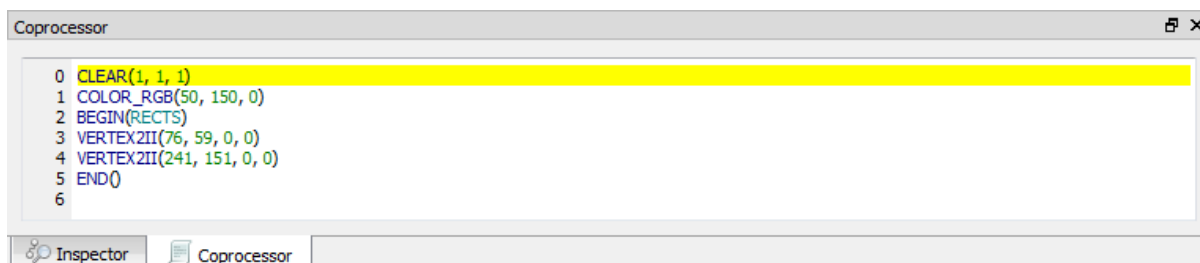 Coprocessor
0 CLEAR(1, 1, 1)
1 COLOR_RGB(50, 150, 0)
2 BEGIN(RECTS)
3 VERTEX2II(76, 59, 0, 0)
4 VERTEX2II(241, 151, 0, 0)
5 END()
6
Inspector Coprocessor